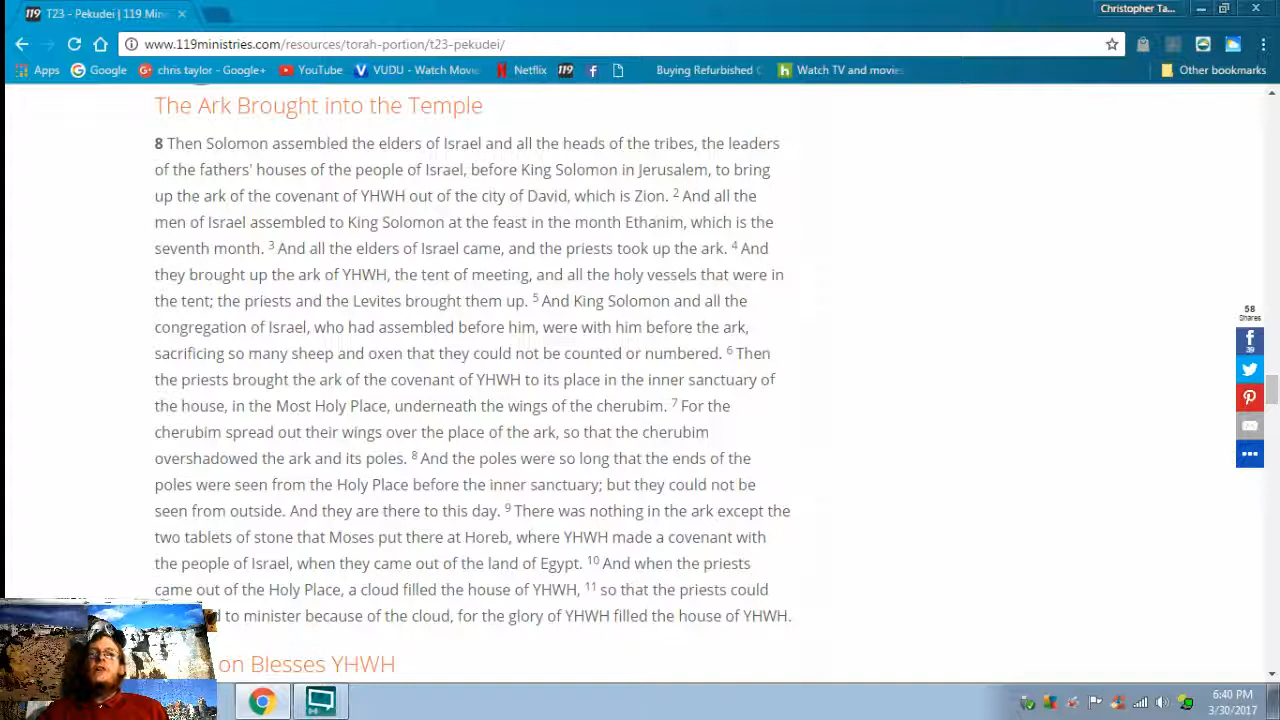 119 T23 - Pekudei | 119 Min
Christopher Ta...
www.119ministries.com/resources/torah-portion/t23-pekudei/
Apps Google chris taylor - Google+ YouTube VUDU - Watch Movi Netflix 119 Buying Refurbished Watch TV and movies Other bookmarks
The Ark Brought into the Temple
8 Then Solomon assembled the elders of Israel and all the heads of the tribes, the leaders
of the fathers' houses of the people of Israel, before King Solomon in Jerusalem, to bring
up the ark of the covenant of YHWH out of the city of David, which is Zion. 2 And all the
men of Israel assembled to King Solomon at the feast in the month Ethanim, which is the
seventh month. 3 And all the elders of Israel came, and the priests took up the ark. 4 And
they brought up the ark of YHWH, the tent of meeting, and all the holy vessels that were in
the tent; the priests and the Levites brought them up. 5 And King Solomon and all the
congregation of Israel, who had assembled before him, were with him before the ark,
sacrificing so many sheep and oxen that they could not be counted or numbered. 6 Then
the priests brought the ark of the covenant of YHWH to its place in the inner sanctuary of
the house, in the Most Holy Place, underneath the wings of the cherubim. 7 For the
cherubim spread out their wings over the place of the ark, so that the cherubim
overshadowed the ark and its poles. 8 And the poles were so long that the ends of the
poles were seen from the Holy Place before the inner sanctuary; but they could not be
seen from outside. And they are there to this day. 9 There was nothing in the ark except the
two tablets of stone that Moses put there at Horeb, where YHWH made a covenant with
the people of Israel, when they came out of the land of Egypt. 10 And when the priests
came out of the Holy Place, a cloud filled the house of YHWH, 11 so that the priests could
to minister because of the cloud, for the glory of YHWH filled the house of YHWH.
on Blesses YHWH
58
Shares
39
6:40 PM
3/30/2017